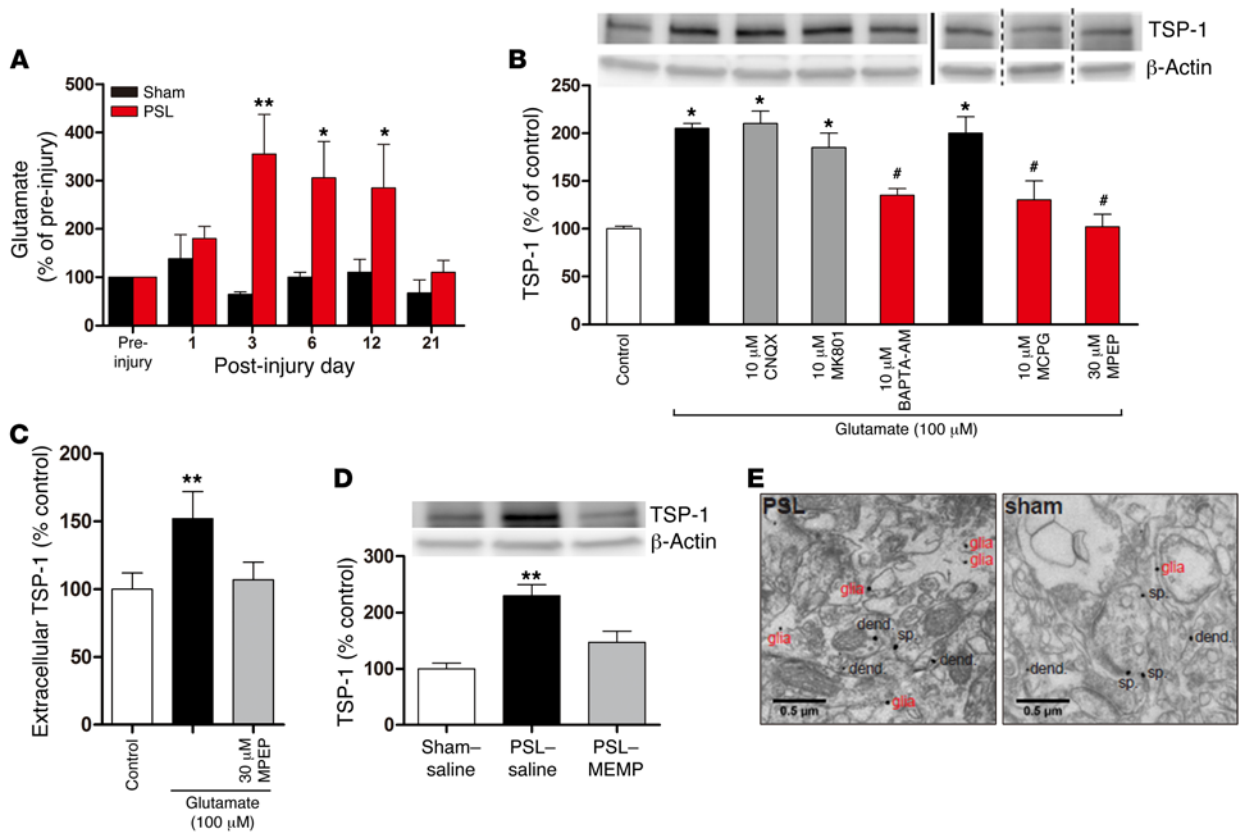 A
Glutamate
(% of pre-injury)
500
400
300
200
100
0
Sham
PSL
**
*
*
Pre-
injury
1
3
6
12
21
Post-injury day
B
TSP-1
β-Actin
TSP-1 (% of control)
250
200
150
100
50
0
*
*
*
#
*
#
#
Control
10 µM
CNQX
10 µM
MK801
10 µM
BAPTA-AM
10 µM
MCPG
30 µM
MPEP
Glutamate (100 µM)
C
Extracellular TSP-1 (% control)
200
150
100
50
0
**
Control
30 µM
MPEP
Glutamate
(100 µM)
D
TSP-1
β-Actin
TSP-1 (% control)
300
200
100
0
**
Sham–
saline
PSL–
saline
PSL–
MEMP
E
PSL
glia
glia
glia
glia
dend.
sp.
dend.
dend.
glia
0.5 µm
sham
glia
sp.
dend.
dend.
sp.
sp.
0.5 µm